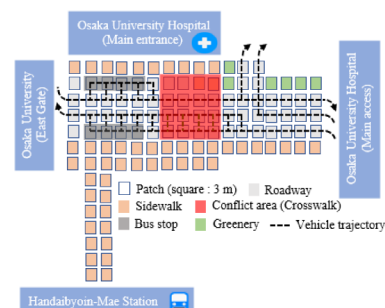 Osaka University Hospital
(Main entrance)
Osaka University
(East Gate)
Osaka University Hospital
(Main access)
Patch (square : 3 m)
Roadway
Sidewalk
Conflict area (Crosswalk)
Bus stop
Greenery
Vehicle trajectory
Handaibyoin-Mae Station